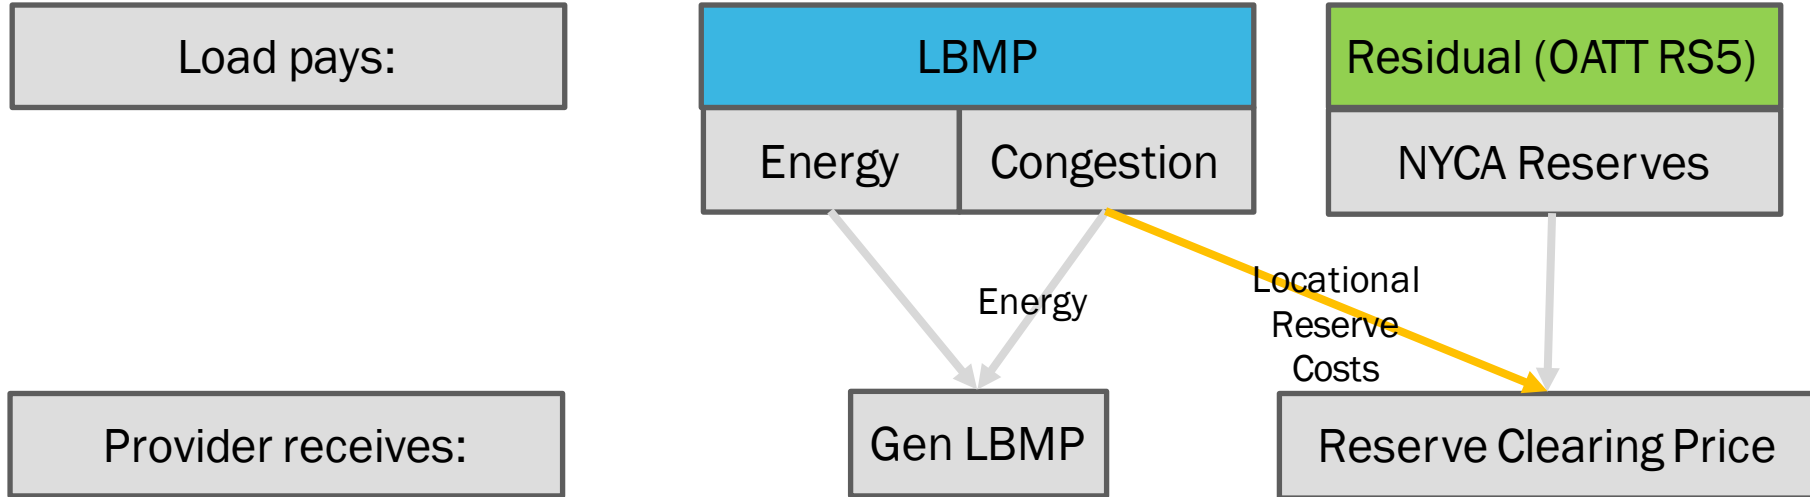 Load pays:
LBMP
Residual (OATT RS5)
Energy
Congestion
NYCA Reserves
Energy
Locational
Reserve
Costs
Provider receives:
Gen LBMP
Reserve Clearing Price